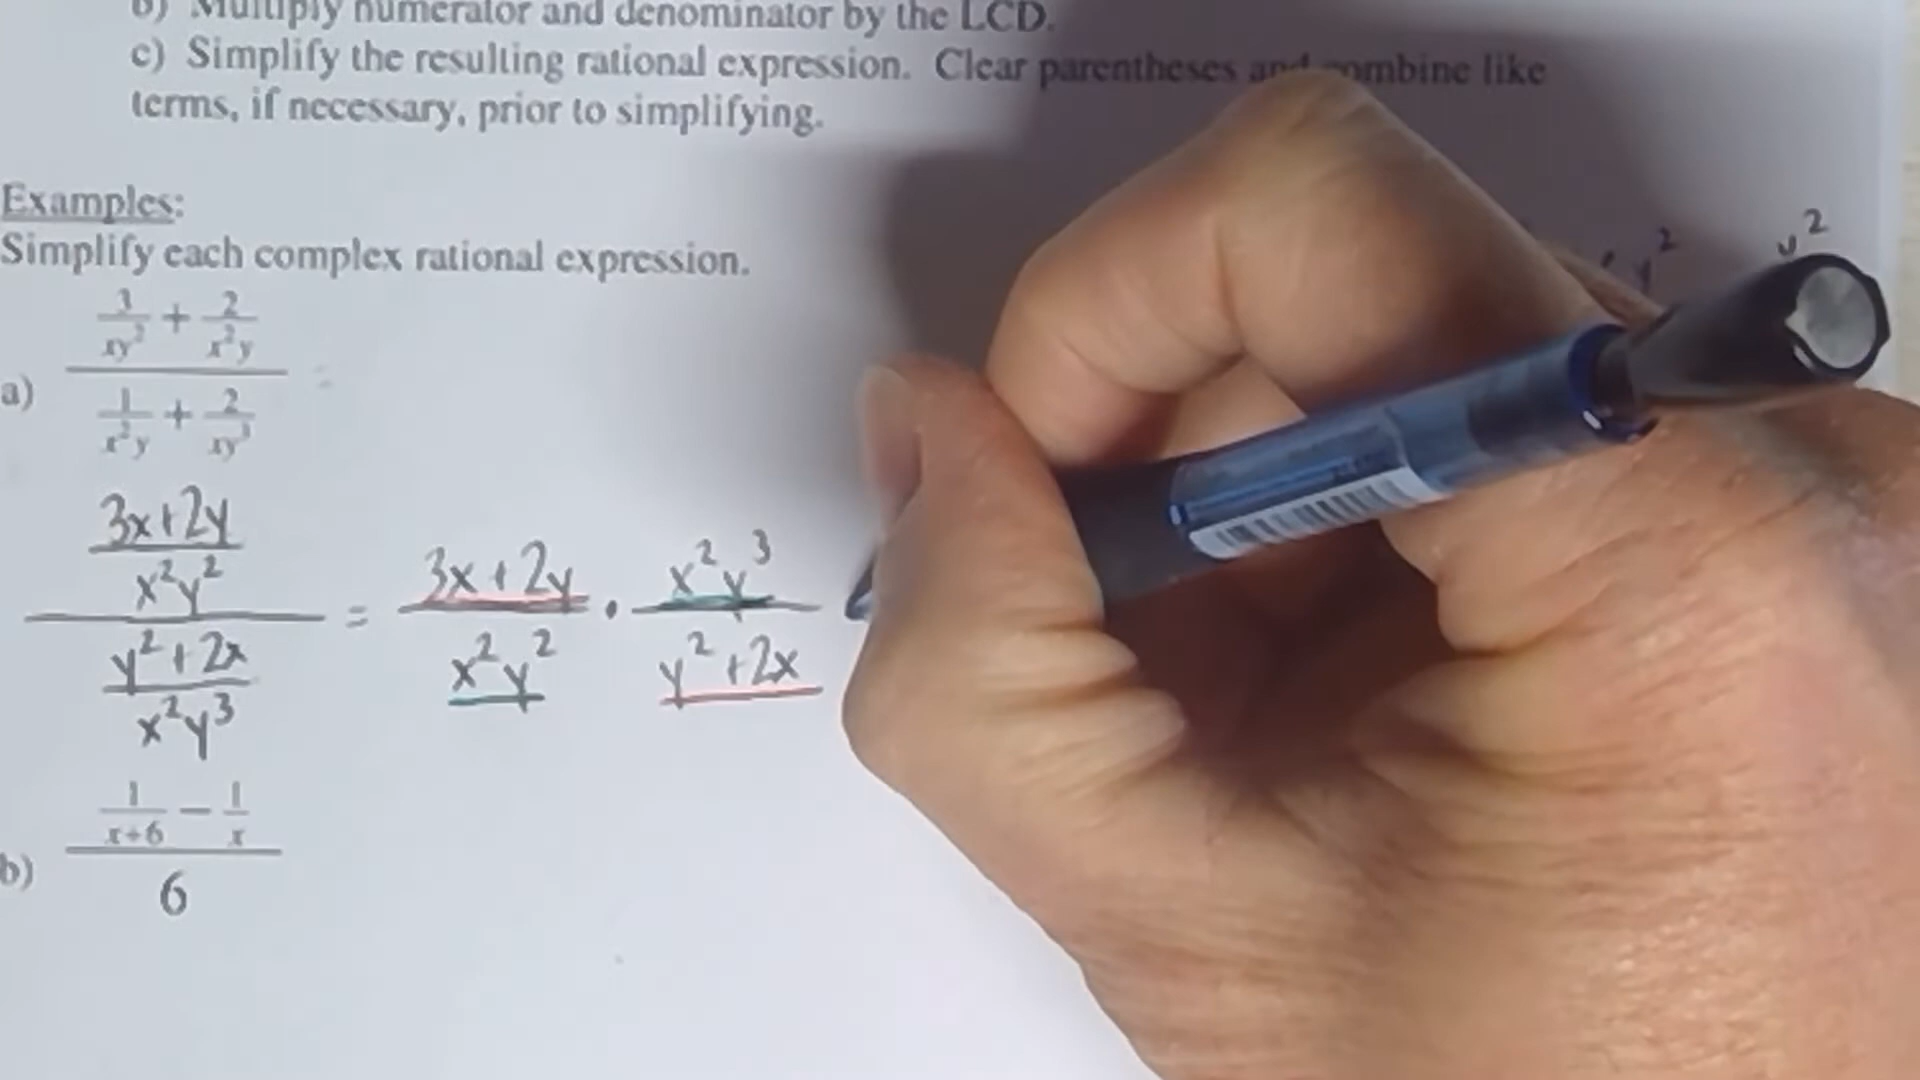 b) Multiply numerator and denominator by the LCD.
c) Simplify the resulting rational expression. Clear parentheses and combine like
terms, if necessary, prior to simplifying.
Examples:
Simplify each complex rational expression.
a) (3/xy² + 2/x²y) / (1/x²y + 2/xy³) =
y² y²
((3x+2y)/(x²y²)) / ((y²+2x)/(x²y³)) = (3x+2y)/(x²y²) · (x²y³)/(y²+2x)
b) (1/(x+6) − 1/x) / 6